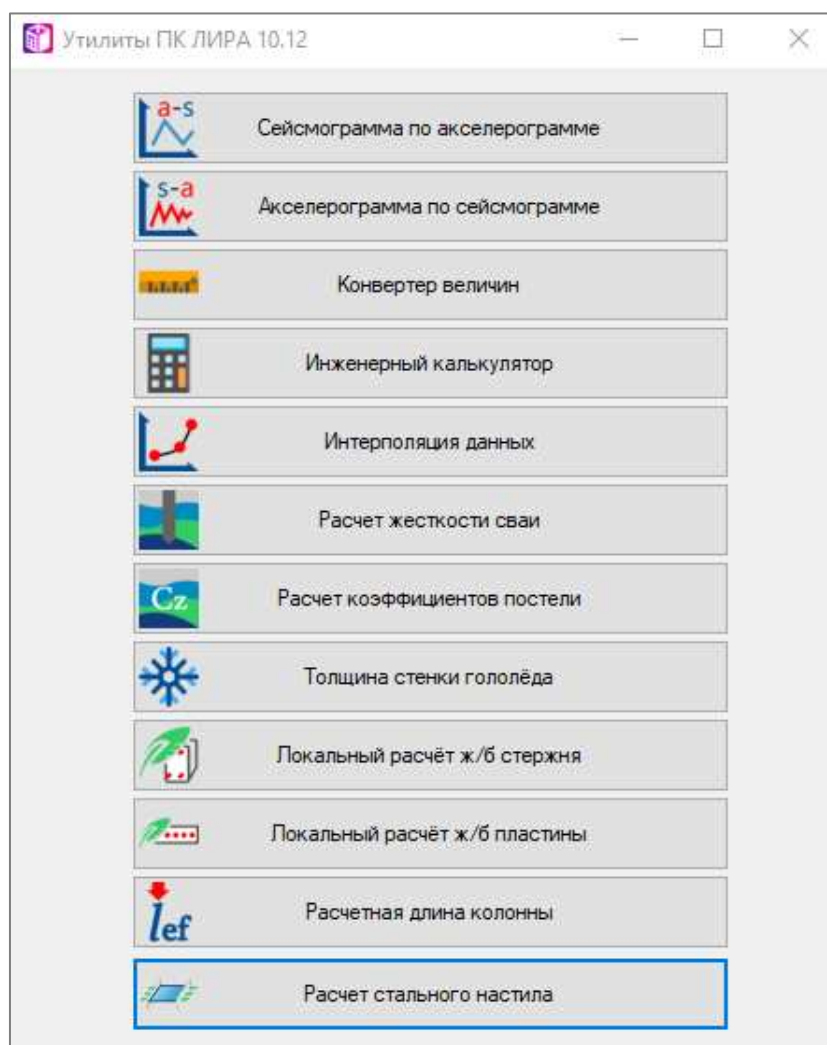 Утилиты ПК ЛИРА 10.12
a-s
Сейсмограмма по акселерограмме
s-a
Акселерограмма по сейсмограмме
Конвертер величин
Инженерный калькулятор
Интерполяция данных
Расчет жесткости сваи
Cz
Расчет коэффициентов постели
Толщина стенки гололёда
Локальный расчёт ж/б стержня
Локальный расчёт ж/б пластины
lef
Расчетная длина колонны
Расчет стального настила